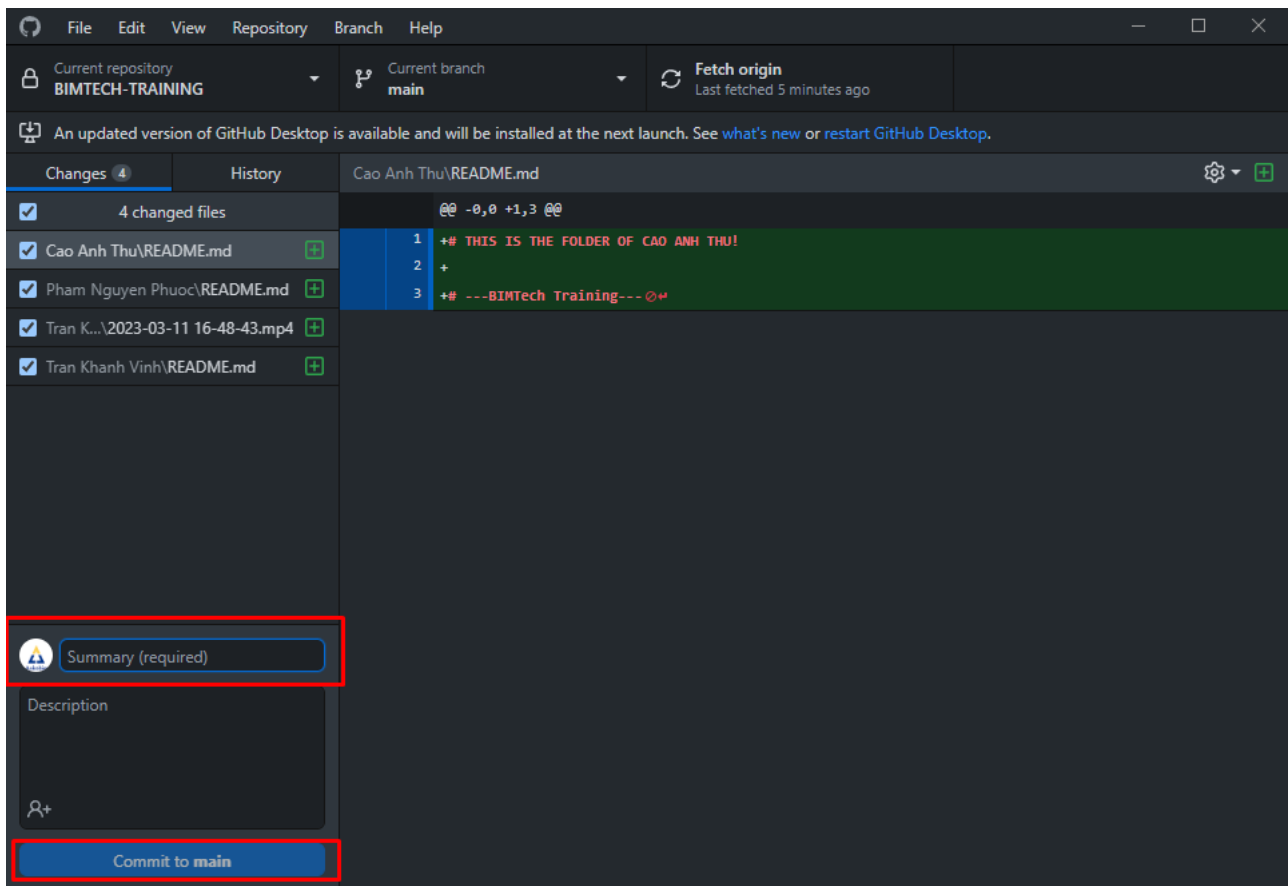 File Edit View Repository Branch Help
Current repository
BIMTECH-TRAINING
Current branch
main
Fetch origin
Last fetched 5 minutes ago
An updated version of GitHub Desktop is available and will be installed at the next launch. See what's new or restart GitHub Desktop.
Changes 4
History
4 changed files
Cao Anh Thu\README.md
Pham Nguyen Phuoc\README.md
Tran K...\2023-03-11 16-48-43.mp4
Tran Khanh Vinh\README.md
Summary (required)
Description
Commit to main
Cao Anh Thu\README.md
@@ -0,0 +1,3 @@
1 +# THIS IS THE FOLDER OF CAO ANH THU!
2 +
3 +# ---BIMTech Training---